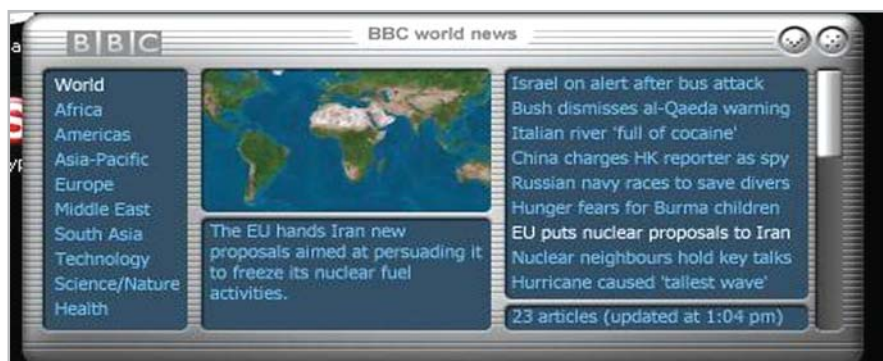 BBC
BBC world news
World
Africa
Americas
Asia-Pacific
Europe
Middle East
South Asia
Technology
Science/Nature
Health
The EU hands Iran new
proposals aimed at persuading it
to freeze its nuclear fuel
activities.
Israel on alert after bus attack
Bush dismisses al-Qaeda warning
Italian river 'full of cocaine'
China charges HK reporter as spy
Russian navy races to save divers
Hunger fears for Burma children
EU puts nuclear proposals to Iran
Nuclear neighbours hold key talks
Hurricane caused 'tallest wave'
23 articles (updated at 1:04 pm)